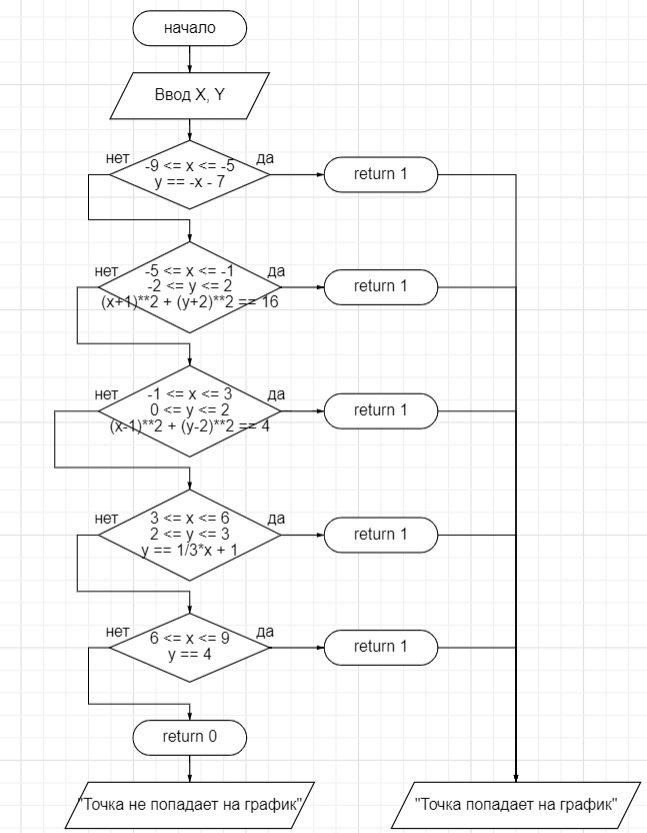 начало
Ввод X, Y
нет
да
-9 <= x <= -5
y == -x - 7
return 1
нет
да
-5 <= x <= -1
-2 <= y <= 2
(x+1)**2 + (y+2)**2 == 16
return 1
нет
да
-1 <= x <= 3
0 <= y <= 2
(x-1)**2 + (y-2)**2 == 4
return 1
нет
да
3 <= x <= 6
2 <= y <= 3
y == 1/3*x + 1
return 1
нет
да
6 <= x <= 9
y == 4
return 1
return 0
"Точка не попадает на график"
"Точка попадает на график"